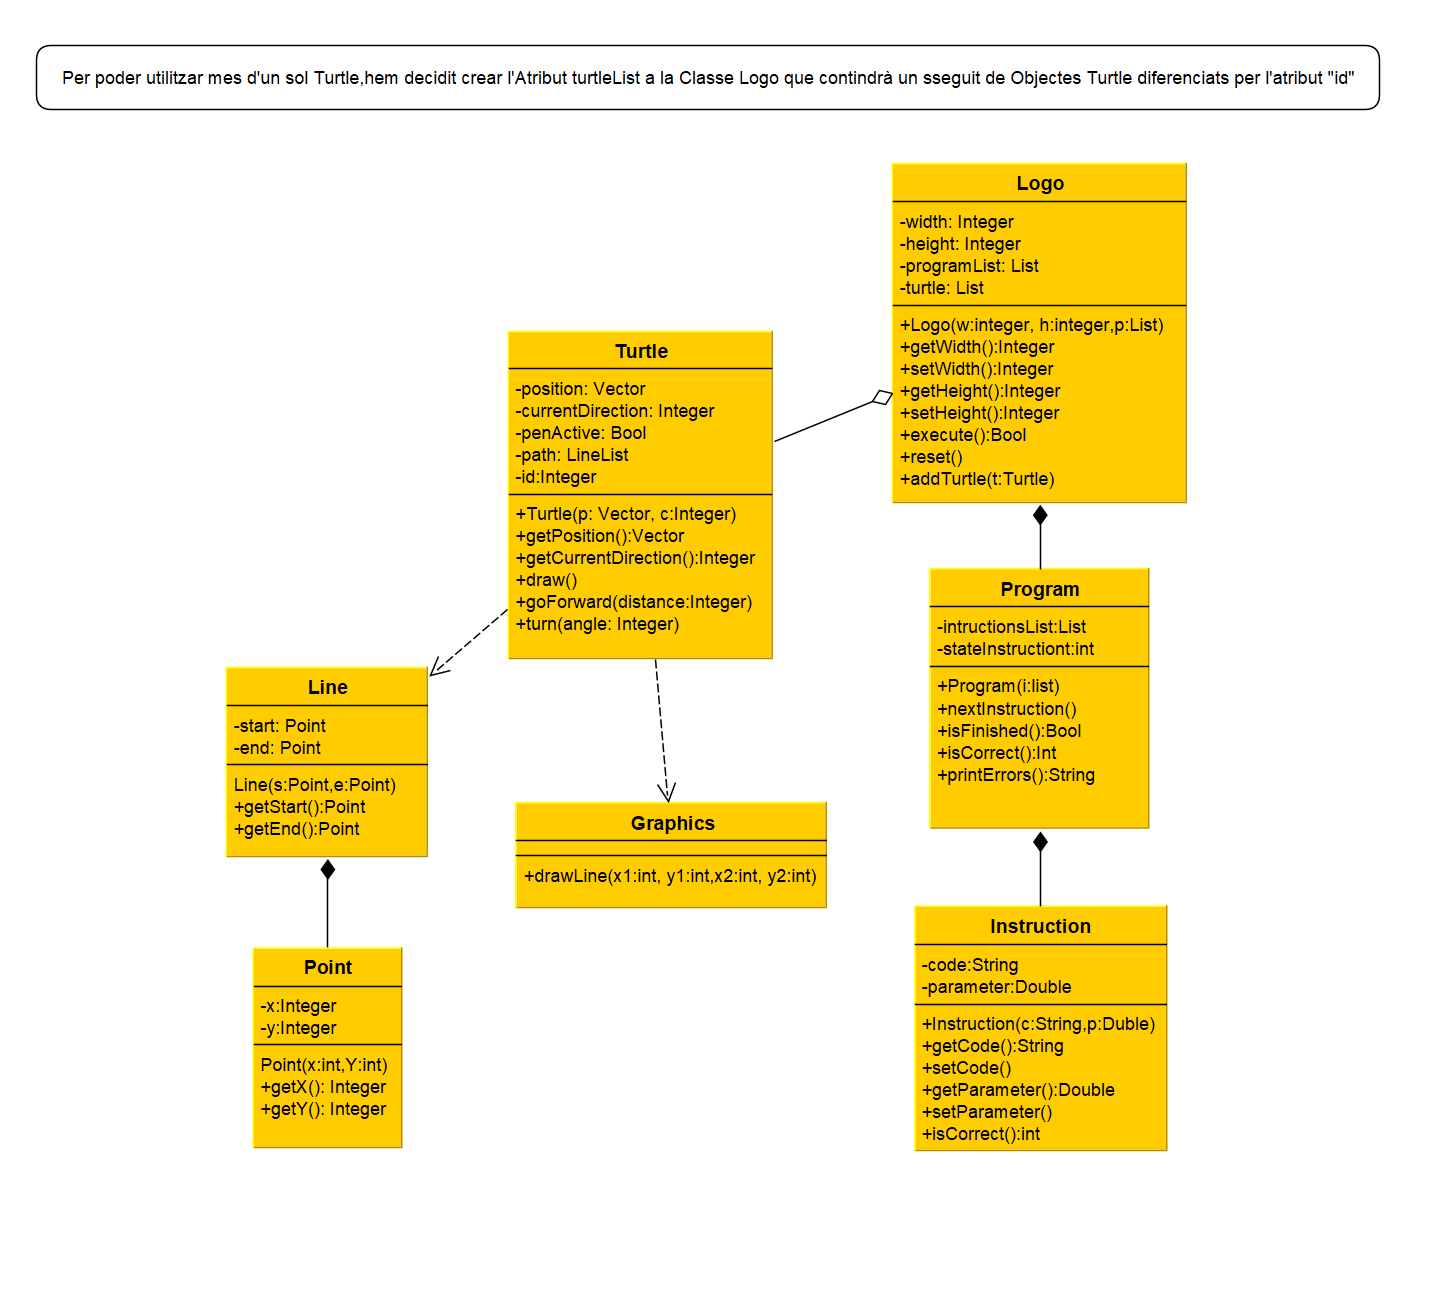 Per poder utilitzar mes d'un sol Turtle,hem decidit crear l'Atribut turtleList a la Classe Logo que contindrà un sseguit de Objectes Turtle diferenciats per l'atribut "id"
Logo
-width: Integer
-height: Integer
-programList: List
-turtle: List
+Logo(w:integer, h:integer,p:List)
+getWidth():Integer
+setWidth():Integer
+getHeight():Integer
+setHeight():Integer
+execute():Bool
+reset()
+addTurtle(t:Turtle)
Turtle
-position: Vector
-currentDirection: Integer
-penActive: Bool
-path: LineList
-id:Integer
+Turtle(p: Vector, c:Integer)
+getPosition():Vector
+getCurrentDirection():Integer
+draw()
+goForward(distance:Integer)
+turn(angle: Integer)
Program
-intructionsList:List
-stateInstructiont:int
+Program(i:list)
+nextInstruction()
+isFinished():Bool
+isCorrect():Int
+printErrors():String
Line
-start: Point
-end: Point
Line(s:Point,e:Point)
+getStart():Point
+getEnd():Point
Graphics
+drawLine(x1:int, y1:int,x2:int, y2:int)
Instruction
-code:String
-parameter:Double
+Instruction(c:String,p:Duble)
+getCode():String
+setCode()
+getParameter():Double
+setParameter()
+isCorrect():int
Point
-x:Integer
-y:Integer
Point(x:int,Y:int)
+getX(): Integer
+getY(): Integer